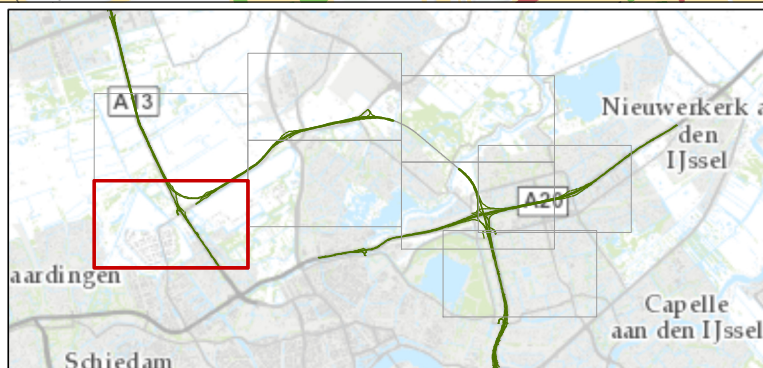 A13
Nieuwerkerk a
den
IJssel
A20
aardingen
Capelle
aan den IJssel
Schiedam